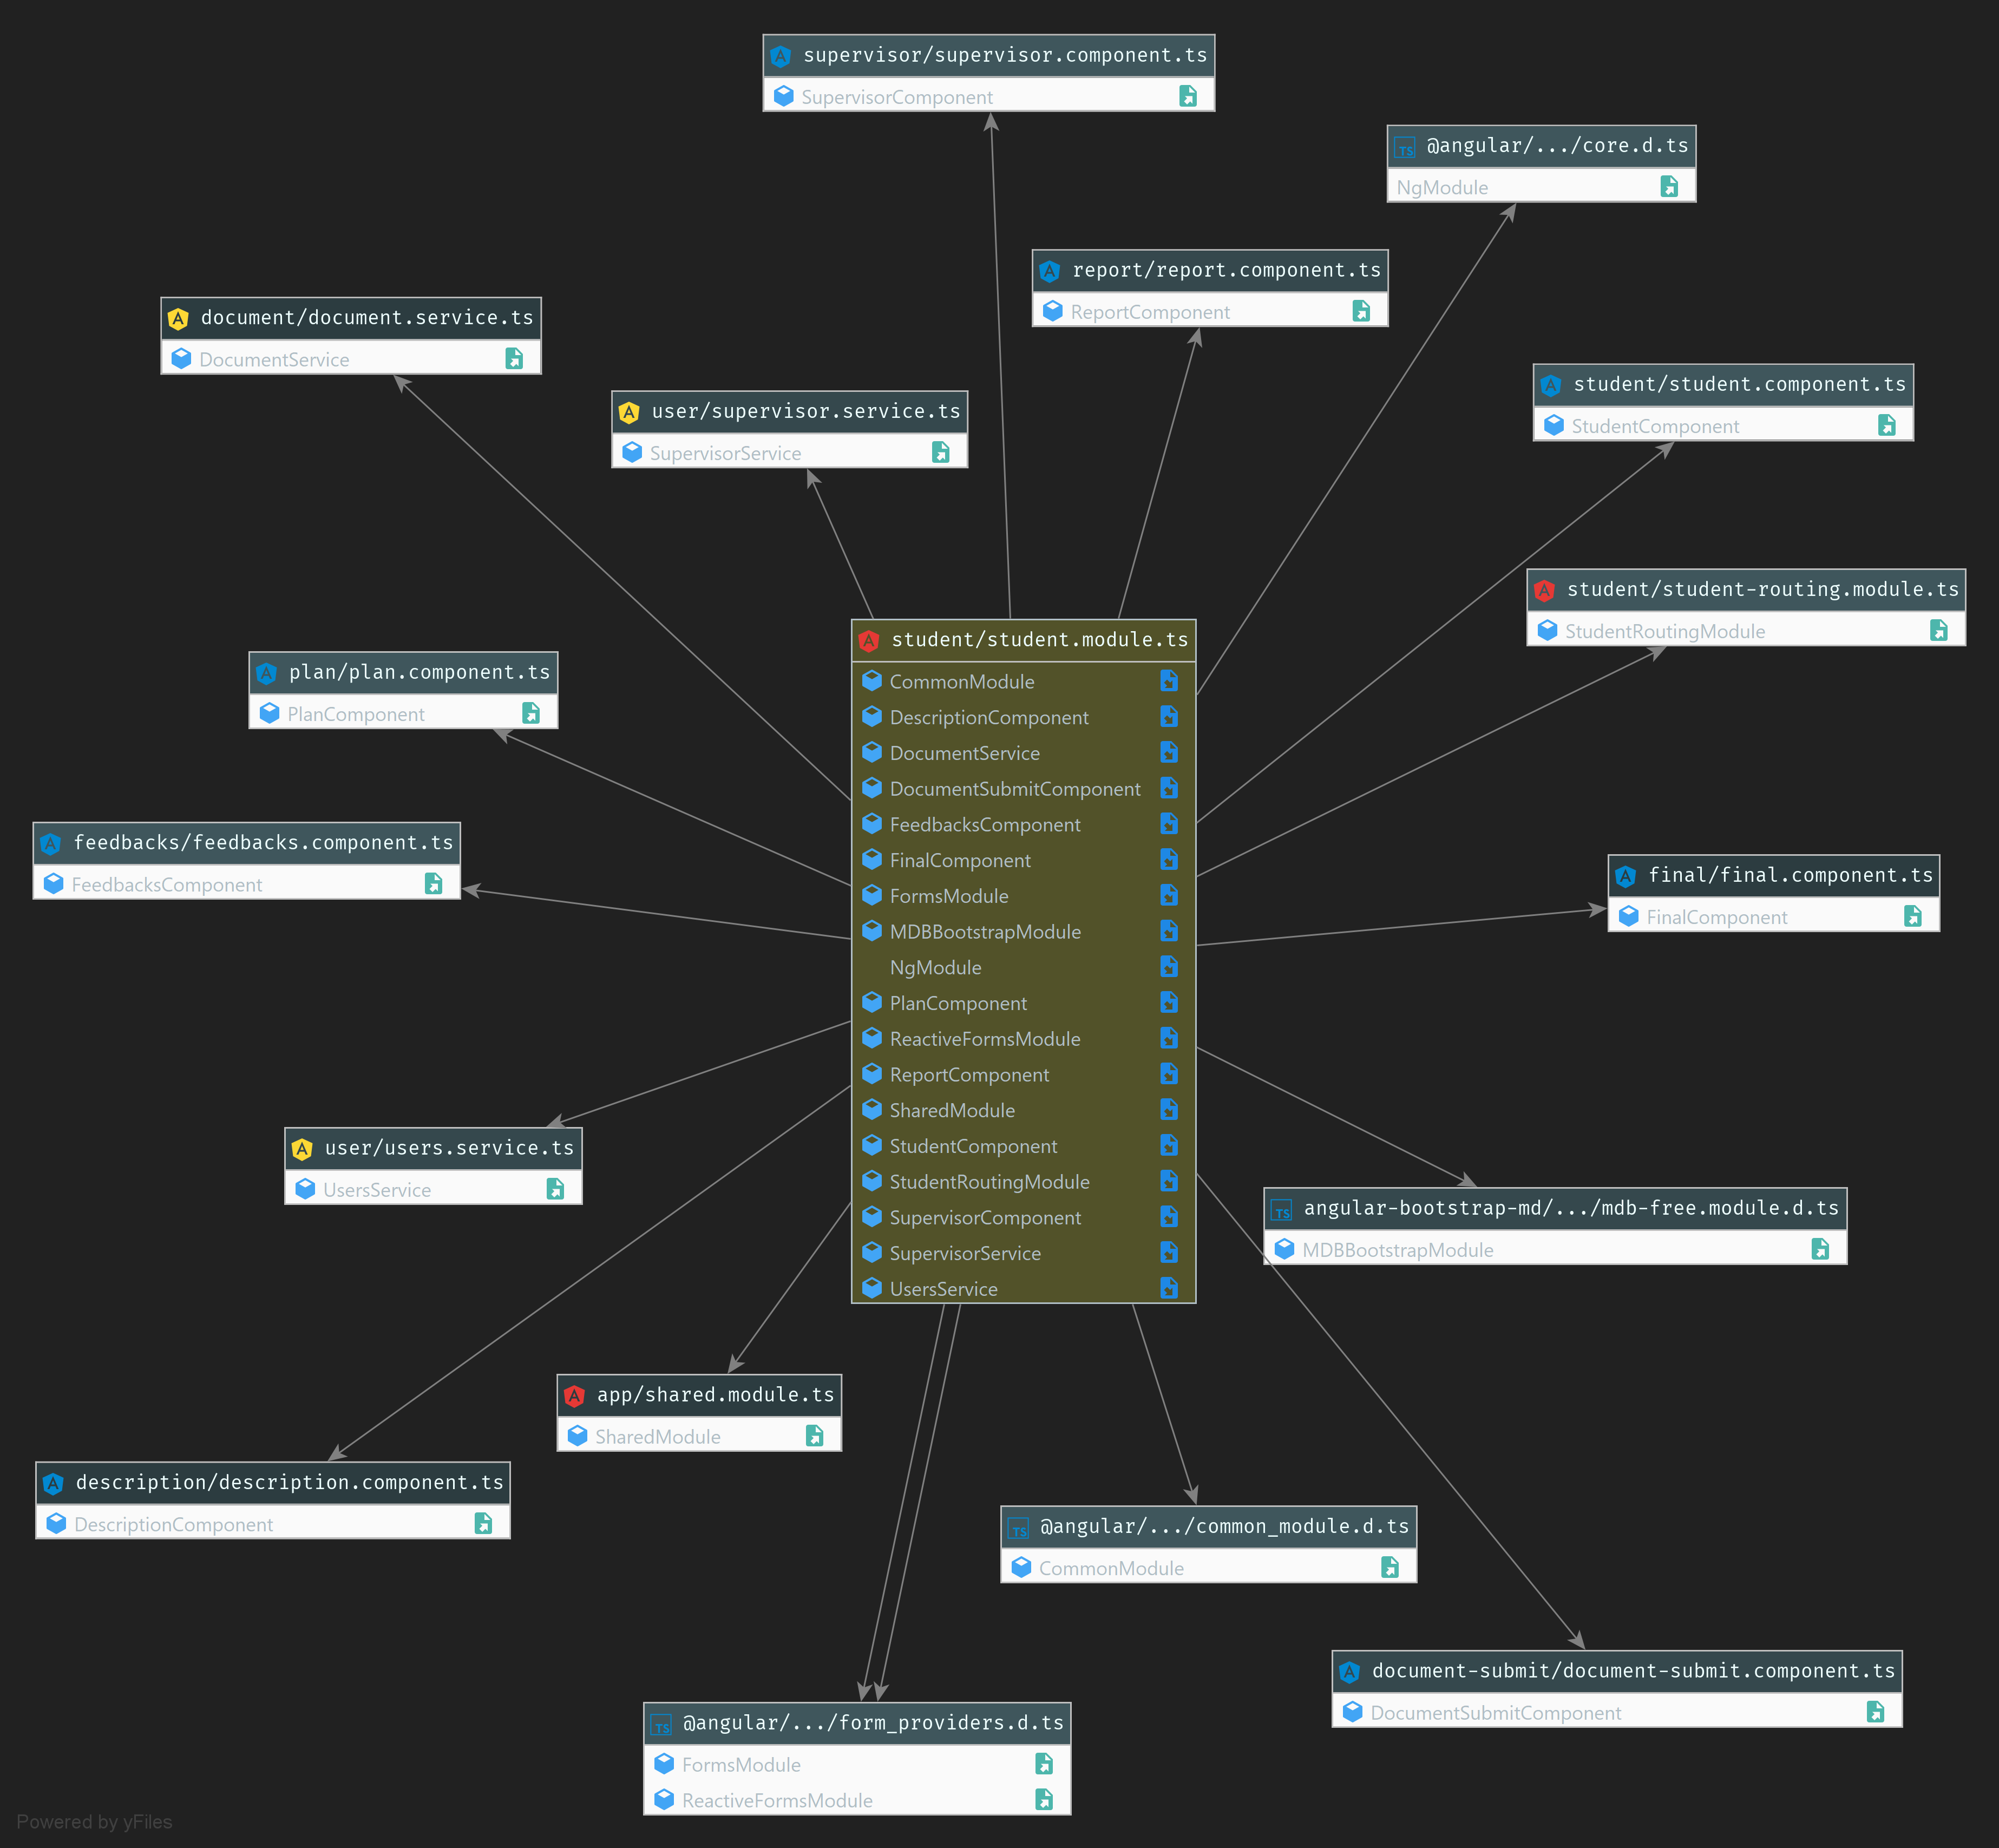 supervisor/supervisor.component.ts
SupervisorComponent
@angular/.../core.d.ts
NgModule
report/report.component.ts
ReportComponent
document/document.service.ts
DocumentService
user/supervisor.service.ts
SupervisorService
student/student.component.ts
StudentComponent
student/student-routing.module.ts
StudentRoutingModule
student/student.module.ts
CommonModule
DescriptionComponent
DocumentService
DocumentSubmitComponent
FeedbacksComponent
FinalComponent
FormsModule
MDBBootstrapModule
NgModule
PlanComponent
ReactiveFormsModule
ReportComponent
SharedModule
StudentComponent
StudentRoutingModule
SupervisorComponent
SupervisorService
UsersService
plan/plan.component.ts
PlanComponent
feedbacks/feedbacks.component.ts
FeedbacksComponent
final/final.component.ts
FinalComponent
user/users.service.ts
UsersService
angular-bootstrap-md/.../mdb-free.module.d.ts
MDBBootstrapModule
app/shared.module.ts
SharedModule
description/description.component.ts
DescriptionComponent
@angular/.../common_module.d.ts
CommonModule
document-submit/document-submit.component.ts
DocumentSubmitComponent
@angular/.../form_providers.d.ts
FormsModule
ReactiveFormsModule
Powered by yFiles